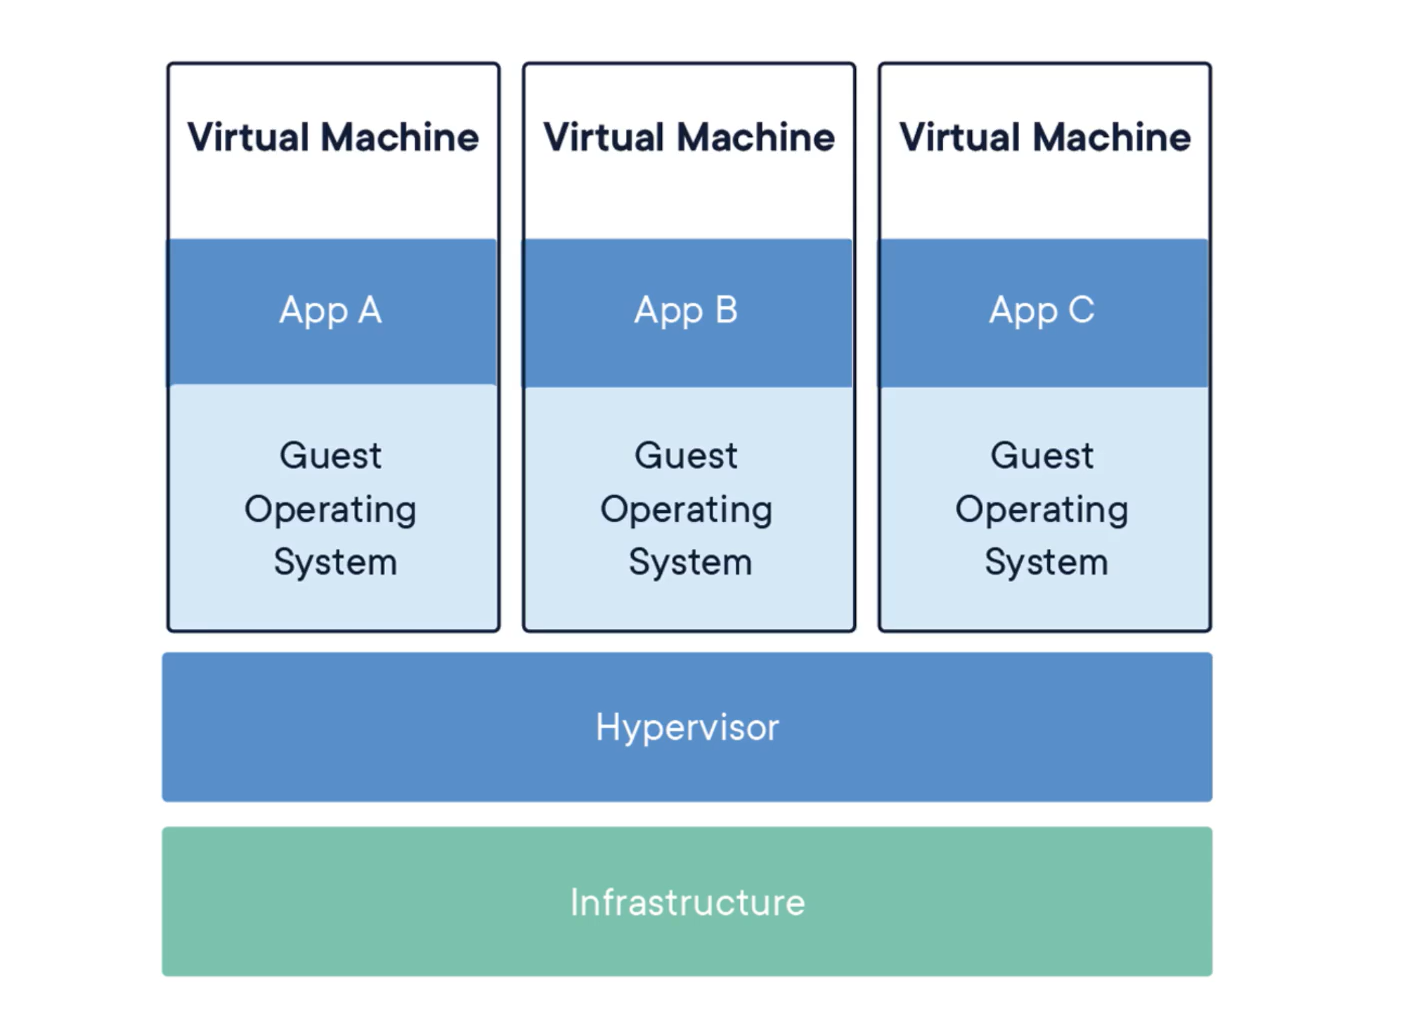 Virtual Machine
Virtual Machine
Virtual Machine
App A
App B
App C
Guest
Operating
System
Guest
Operating
System
Guest
Operating
System
Hypervisor
Infrastructure